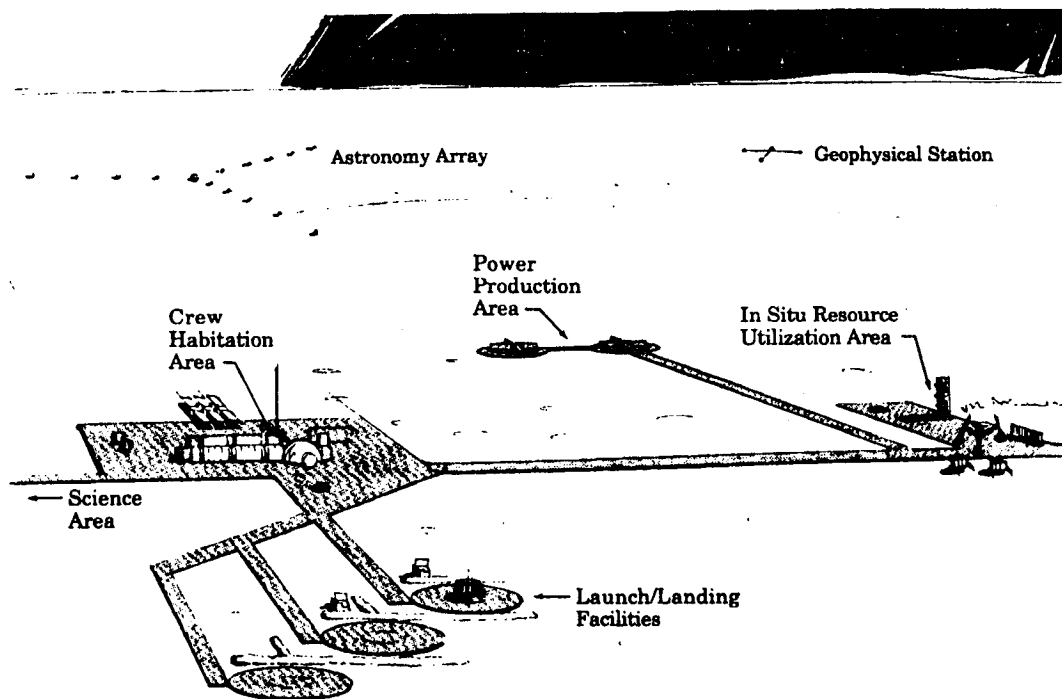 Astronomy Array
Geophysical Station
Power
Production
Area
Crew
Habitation
Area
In Situ Resource
Utilization Area
Science
Area
Launch/Landing
Facilities